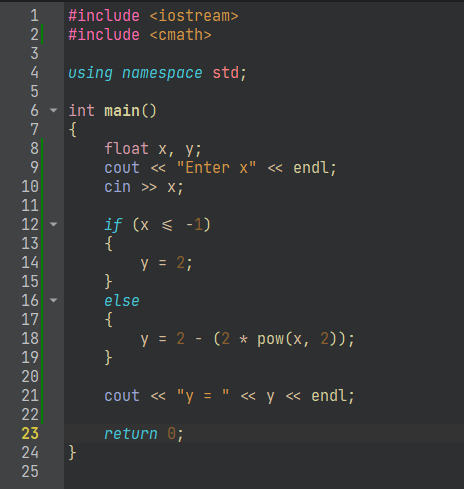 1 #include <iostream>
2 #include <cmath>
3
4 using namespace std;
5
6 int main()
7 {
8     float x, y;
9     cout << "Enter x" << endl;
10     cin >> x;
11
12     if (x <= -1)
13     {
14         y = 2;
15     }
16     else
17     {
18         y = 2 - (2 * pow(x, 2));
19     }
20
21     cout << "y = " << y << endl;
22
23     return 0;
24 }
25